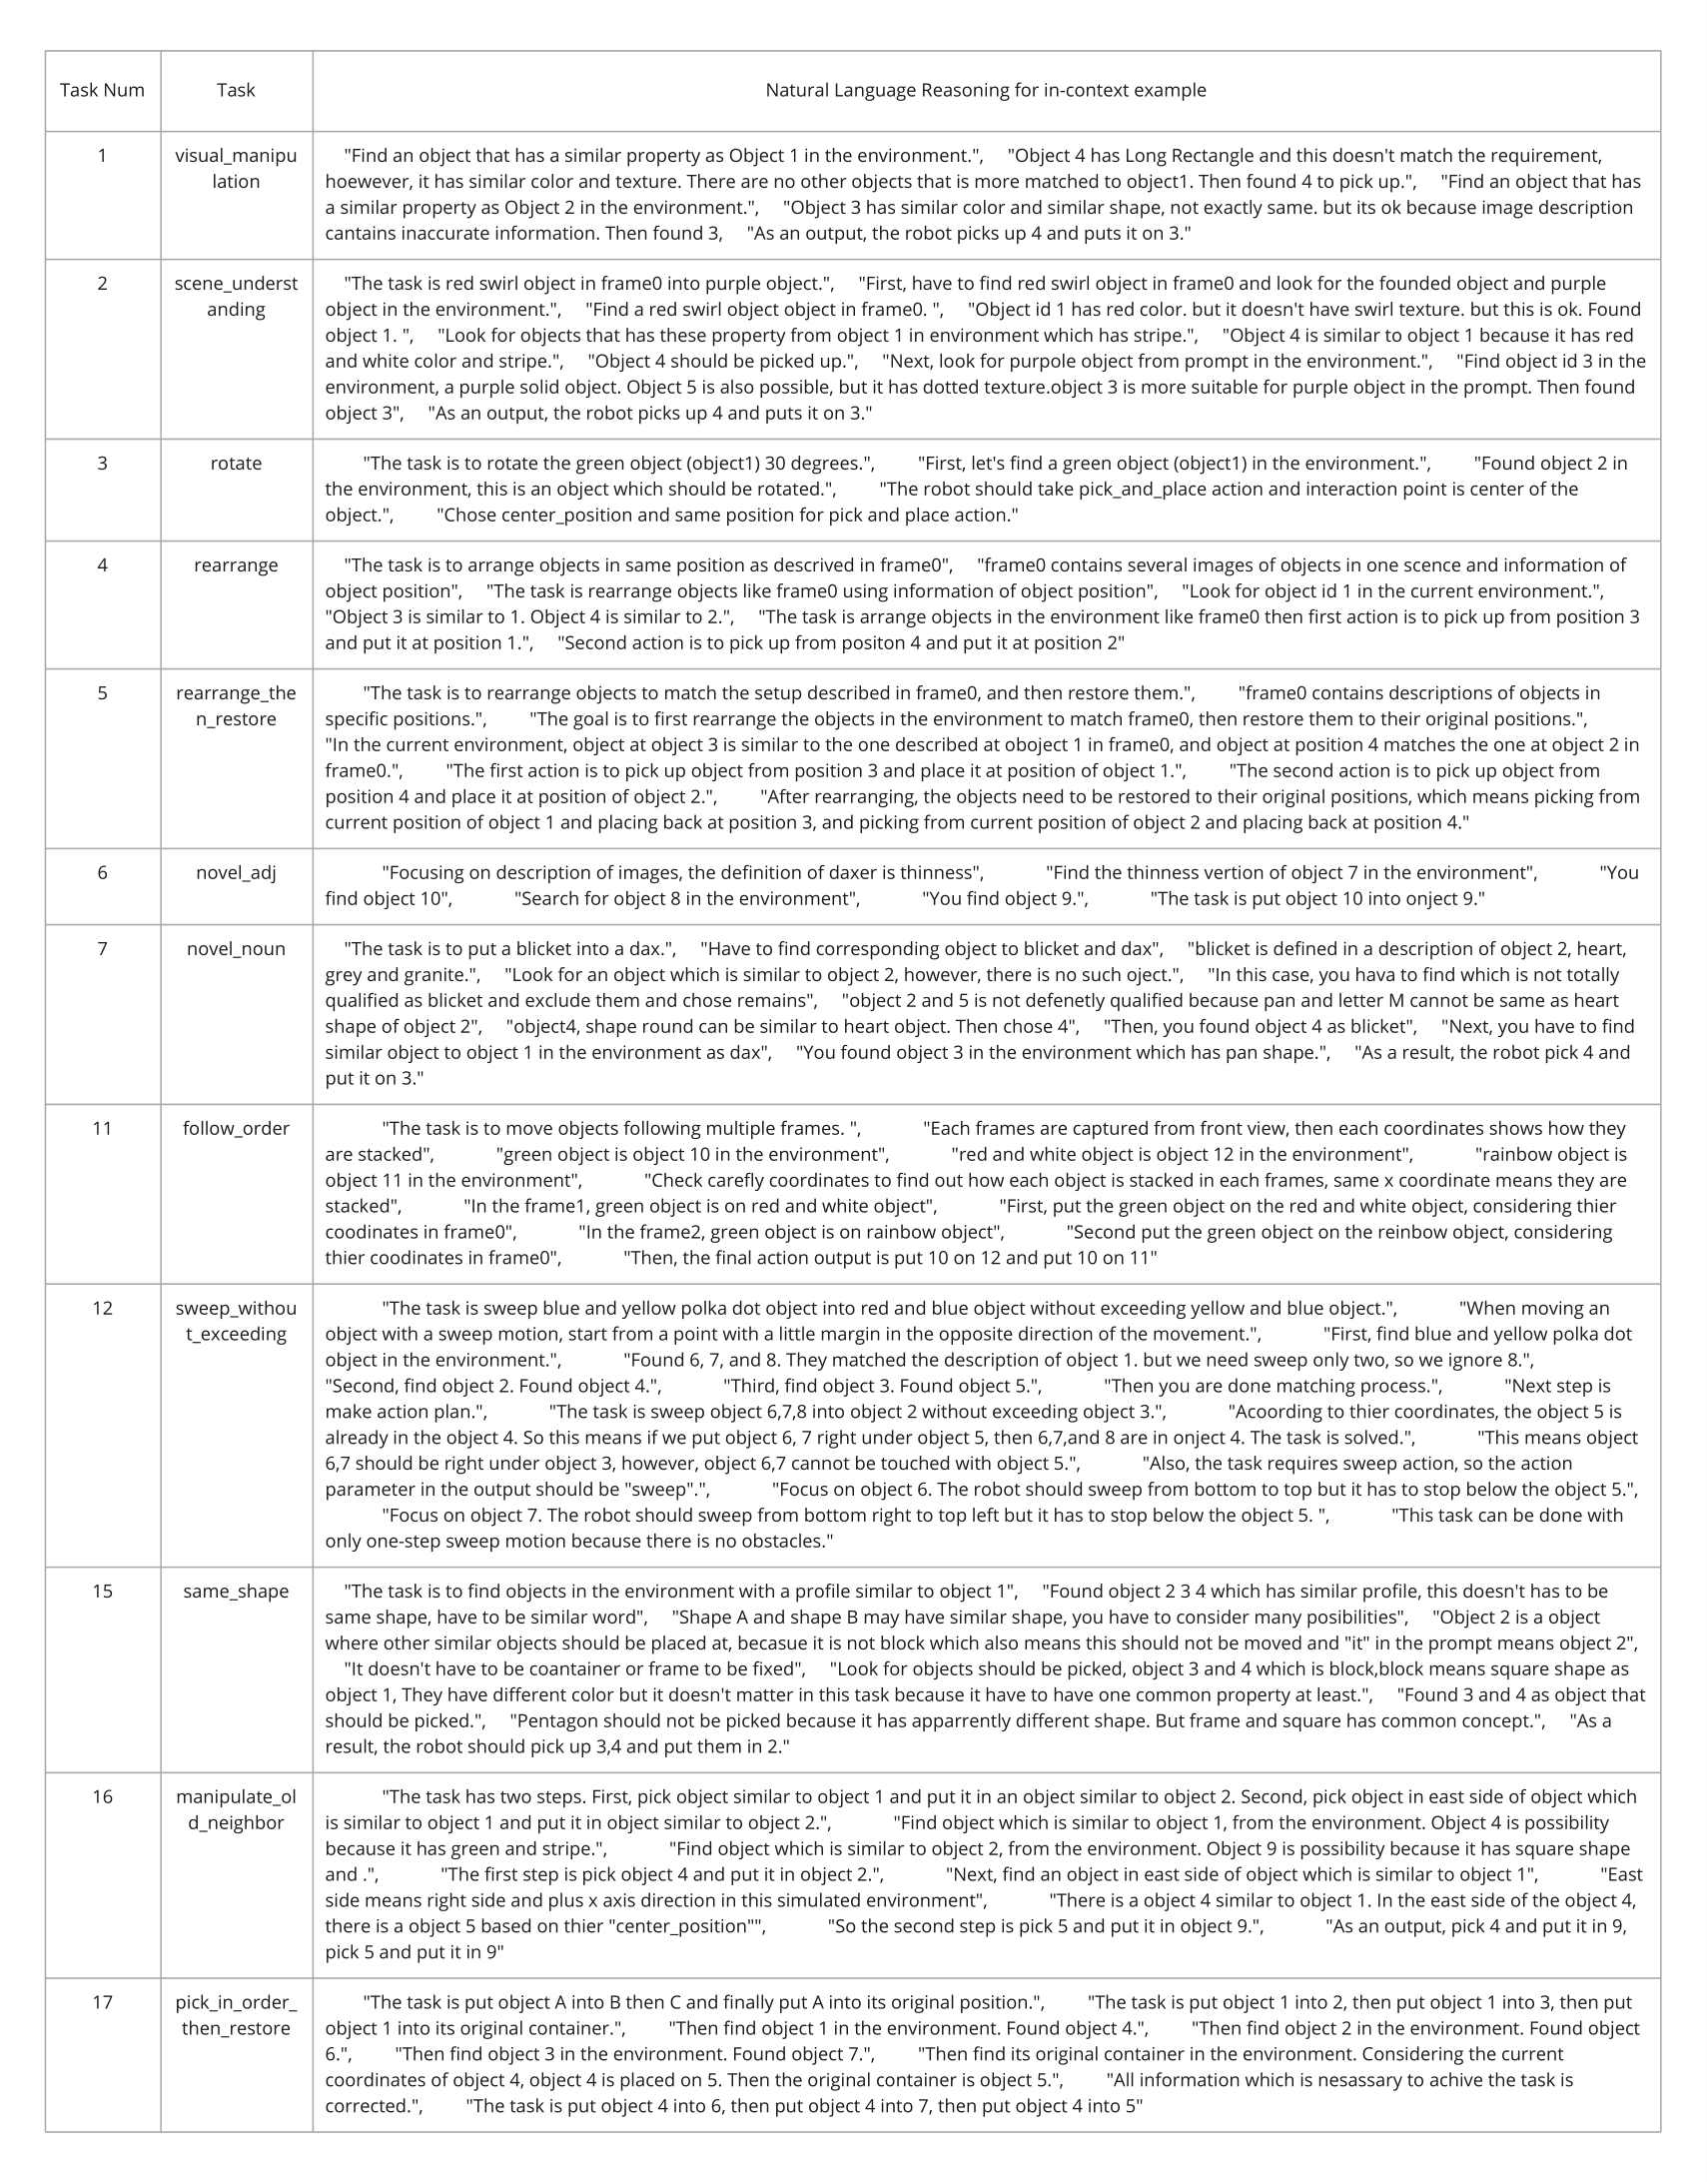 Task Num Task Natural Language Reasoning for in-context example
1 visual_manipu "Find an object that has a similar property as Object 1 in the environment.", "Object 4 has Long Rectangle and this doesn't match the requirement,
lation hoewever, it has similar color and texture. There are no other objects that is more matched to object1. Then found 4 to pick up.", "Find an object that has
a similar property as Object 2 in the environment.", "Object 3 has similar color and similar shape, not exactly same. but its ok because image description
cantains inaccurate information. Then found 3, "As an output, the robot picks up 4 and puts it on 3."
2 scene_underst "The task is red swirl object in frame0 into purple object.", "First, have to find red swirl object in frame0 and look for the founded object and purple
anding object in the environment.", "Find a red swirl object object in frame0. ", "Object id 1 has red color. but it doesn't have swirl texture. but this is ok. Found
object 1. ", "Look for objects that has these property from object 1 in environment which has stripe.", "Object 4 is similar to object 1 because it has red
and white color and stripe.", "Object 4 should be picked up.", "Next, look for purpole object from prompt in the environment.", "Find object id 3 in the
environment, a purple solid object. Object 5 is also possible, but it has dotted texture.object 3 is more suitable for purple object in the prompt. Then found
object 3", "As an output, the robot picks up 4 and puts it on 3."
3 rotate "The task is to rotate the green object (object1) 30 degrees.", "First, let's find a green object (object1) in the environment.", "Found object 2 in
the environment, this is an object which should be rotated.", "The robot should take pick_and_place action and interaction point is center of the
object.", "Chose center_position and same position for pick and place action."
4 rearrange "The task is to arrange objects in same position as descrived in frame0", "frame0 contains several images of objects in one scence and information of
object position", "The task is rearrange objects like frame0 using information of object position", "Look for object id 1 in the current environment.",
"Object 3 is similar to 1. Object 4 is similar to 2.", "The task is arrange objects in the environment like frame0 then first action is to pick up from position 3
and put it at position 1.", "Second action is to pick up from positon 4 and put it at position 2"
5 rearrange_the "The task is to rearrange objects to match the setup described in frame0, and then restore them.", "frame0 contains descriptions of objects in
n_restore specific positions.", "The goal is to first rearrange the objects in the environment to match frame0, then restore them to their original positions.",
"In the current environment, object at object 3 is similar to the one described at oboject 1 in frame0, and object at position 4 matches the one at object 2 in
frame0.", "The first action is to pick up object from position 3 and place it at position of object 1.", "The second action is to pick up object from
position 4 and place it at position of object 2.", "After rearranging, the objects need to be restored to their original positions, which means picking from
current position of object 1 and placing back at position 3, and picking from current position of object 2 and placing back at position 4."
6 novel_adj "Focusing on description of images, the definition of daxer is thinness", "Find the thinness vertion of object 7 in the environment", "You
find object 10", "Search for object 8 in the environment", "You find object 9.", "The task is put object 10 into onject 9."
7 novel_noun "The task is to put a blicket into a dax.", "Have to find corresponding object to blicket and dax", "blicket is defined in a description of object 2, heart,
grey and granite.", "Look for an object which is similar to object 2, however, there is no such oject.", "In this case, you hava to find which is not totally
qualified as blicket and exclude them and chose remains", "object 2 and 5 is not defenetly qualified because pan and letter M cannot be same as heart
shape of object 2", "object4, shape round can be similar to heart object. Then chose 4", "Then, you found object 4 as blicket", "Next, you have to find
similar object to object 1 in the environment as dax", "You found object 3 in the environment which has pan shape.", "As a result, the robot pick 4 and
put it on 3."
11 follow_order "The task is to move objects following multiple frames. ", "Each frames are captured from front view, then each coordinates shows how they
are stacked", "green object is object 10 in the environment", "red and white object is object 12 in the environment", "rainbow object is
object 11 in the environment", "Check carefly coordinates to find out how each object is stacked in each frames, same x coordinate means they are
stacked", "In the frame1, green object is on red and white object", "First, put the green object on the red and white object, considering thier
coodinates in frame0", "In the frame2, green object is on rainbow object", "Second put the green object on the reinbow object, considering
thier coodinates in frame0", "Then, the final action output is put 10 on 12 and put 10 on 11"
12 sweep_withou "The task is sweep blue and yellow polka dot object into red and blue object without exceeding yellow and blue object.", "When moving an
t_exceeding object with a sweep motion, start from a point with a little margin in the opposite direction of the movement.", "First, find blue and yellow polka dot
object in the environment.", "Found 6, 7, and 8. They matched the description of object 1. but we need sweep only two, so we ignore 8.",
"Second, find object 2. Found object 4.", "Third, find object 3. Found object 5.", "Then you are done matching process.", "Next step is
make action plan.", "The task is sweep object 6,7,8 into object 2 without exceeding object 3.", "Acoording to thier coordinates, the object 5 is
already in the object 4. So this means if we put object 6, 7 right under object 5, then 6,7,and 8 are in onject 4. The task is solved.", "This means object
6,7 should be right under object 3, however, object 6,7 cannot be touched with object 5.", "Also, the task requires sweep action, so the action
parameter in the output should be "sweep".", "Focus on object 6. The robot should sweep from bottom to top but it has to stop below the object 5.",
"Focus on object 7. The robot should sweep from bottom right to top left but it has to stop below the object 5. ", "This task can be done with
only one-step sweep motion because there is no obstacles."
15 same_shape "The task is to find objects in the environment with a profile similar to object 1", "Found object 2 3 4 which has similar profile, this doesn't has to be
same shape, have to be similar word", "Shape A and shape B may have similar shape, you have to consider many posibilities", "Object 2 is a object
where other similar objects should be placed at, becasue it is not block which also means this should not be moved and "it" in the prompt means object 2",
"It doesn't have to be coantainer or frame to be fixed", "Look for objects should be picked, object 3 and 4 which is block,block means square shape as
object 1, They have different color but it doesn't matter in this task because it have to have one common property at least.", "Found 3 and 4 as object that
should be picked.", "Pentagon should not be picked because it has apparrently different shape. But frame and square has common concept.", "As a
result, the robot should pick up 3,4 and put them in 2."
16 manipulate_ol "The task has two steps. First, pick object similar to object 1 and put it in an object similar to object 2. Second, pick object in east side of object which
d_neighbor is similar to object 1 and put it in object similar to object 2.", "Find object which is similar to object 1, from the environment. Object 4 is possibility
because it has green and stripe.", "Find object which is similar to object 2, from the environment. Object 9 is possibility because it has square shape
and .", "The first step is pick object 4 and put it in object 2.", "Next, find an object in east side of object which is similar to object 1", "East
side means right side and plus x axis direction in this simulated environment", "There is a object 4 similar to object 1. In the east side of the object 4,
there is a object 5 based on thier "center_position"", "So the second step is pick 5 and put it in object 9.", "As an output, pick 4 and put it in 9,
pick 5 and put it in 9"
17 pick_in_order_ "The task is put object A into B then C and finally put A into its original position.", "The task is put object 1 into 2, then put object 1 into 3, then put
then_restore object 1 into its original container.", "Then find object 1 in the environment. Found object 4.", "Then find object 2 in the environment. Found object
6.", "Then find object 3 in the environment. Found object 7.", "Then find its original container in the environment. Considering the current
coordinates of object 4, object 4 is placed on 5. Then the original container is object 5.", "All information which is nesassary to achive the task is
corrected.", "The task is put object 4 into 6, then put object 4 into 7, then put object 4 into 5"